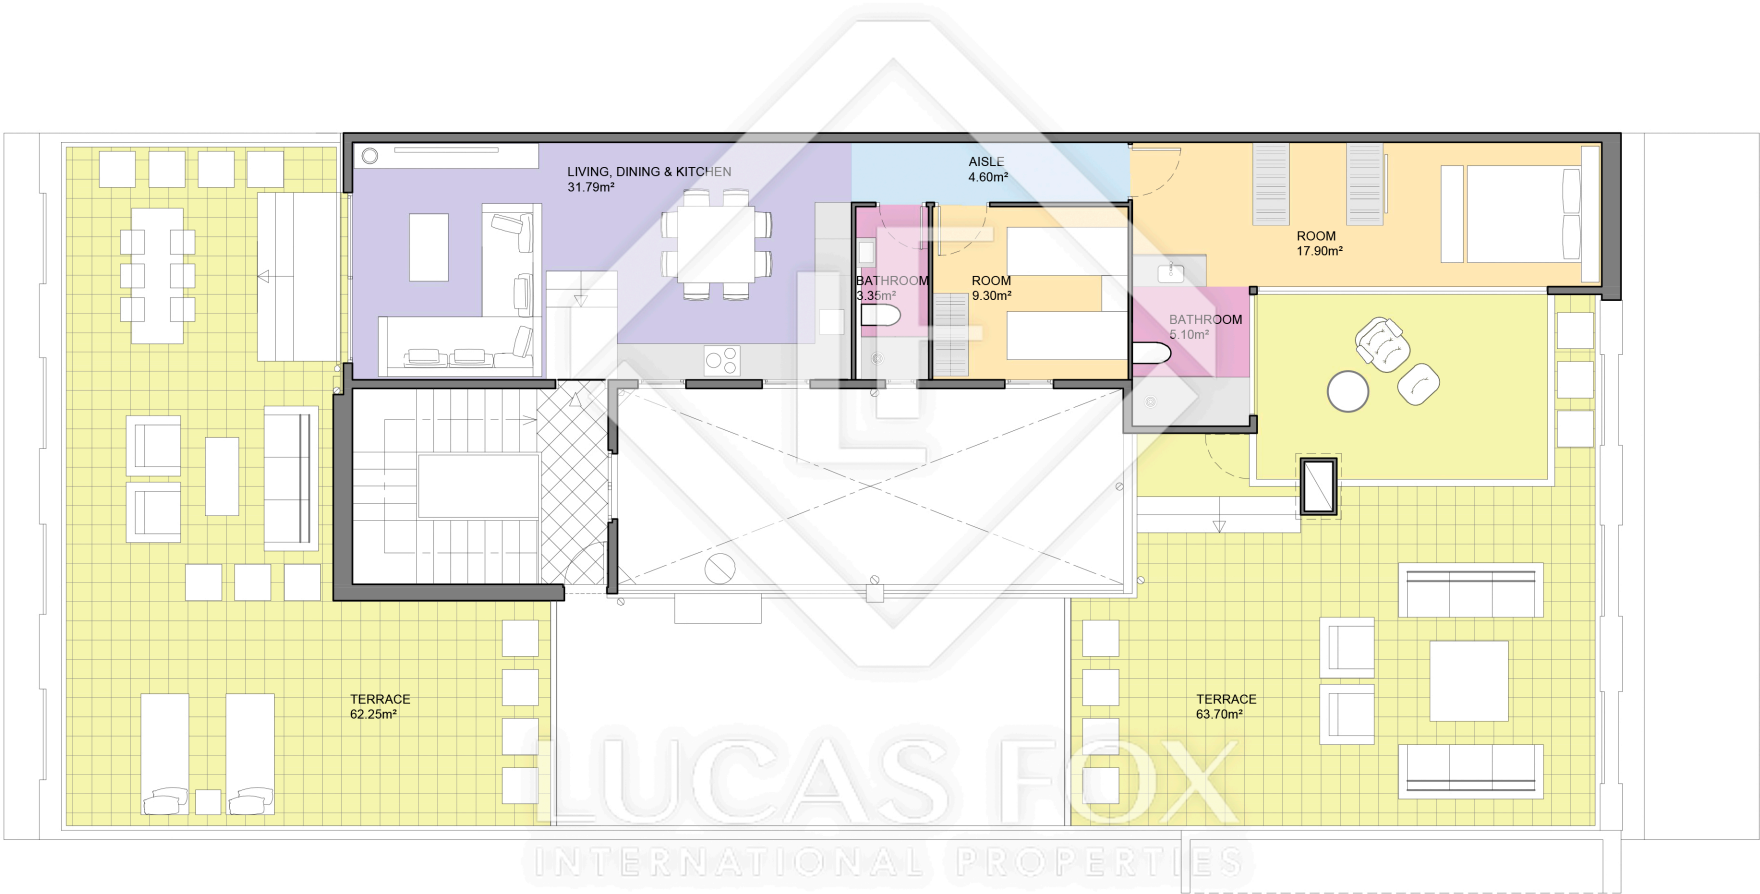 LIVING, DINING & KITCHEN
31.79m²
AISLE
4.60m²
ROOM
17.90m²
BATHROOM
3.35m²
ROOM
9.30m²
BATHROOM
5.10m²
TERRACE
62.25m²
TERRACE
63.70m²
LUCAS FOX
INTERNATIONAL PROPERTIES